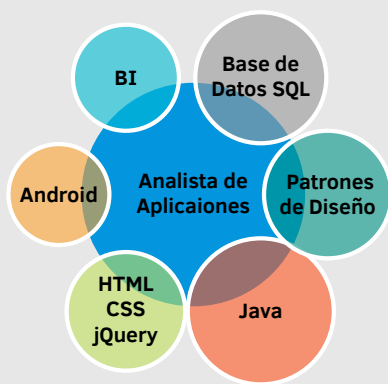 BI
Base de
Datos SQL
Android
Analista de
Aplicaiones
Patrones
de Diseño
HTML
CSS
jQuery
Java